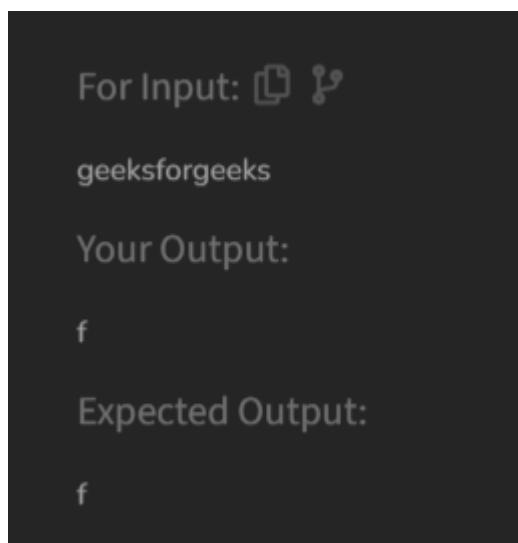 For Input:
geeksforgeeks
Your Output:
f
Expected Output:
f